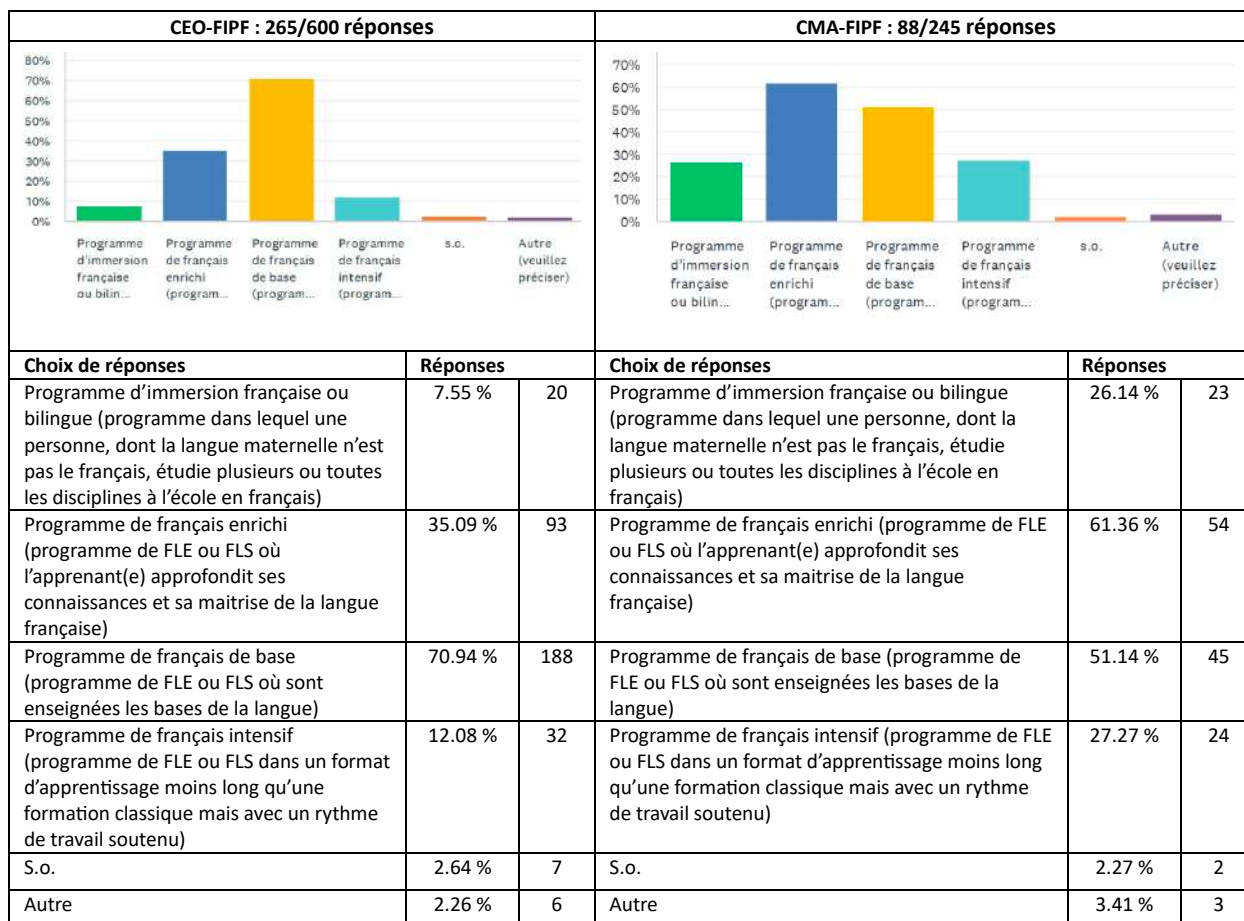 CEO-FIPF : 265/600 réponses
80%
70%
60%
50%
40%
30%
20%
10%
0%
Programme
d'immersion
française
ou bilin...
Programme
de français
enrichi
(program...
Programme
de français
de base
(program...
Programme
de français
intensif
(program...
s.o.
Autre
(veuillez
préciser)
CMA-FIPF : 88/245 réponses
70%
60%
50%
40%
30%
20%
10%
0%
Programme
d'immersion
française
ou bilin...
Programme
de français
enrichi
(program...
Programme
de français
de base
(program...
Programme
de français
intensif
(program...
s.o.
Autre
(veuillez
préciser)
Choix de réponses
Réponses
Programme d’immersion française ou
bilingue (programme dans lequel une
personne, dont la langue maternelle n’est
pas le français, étudie plusieurs ou toutes
les disciplines à l’école en français)
7.55 %
20
Programme de français enrichi
(programme de FLE ou FLS où
l’apprenant(e) approfondit ses
connaissances et sa maitrise de la langue
française)
35.09 %
93
Programme de français de base
(programme de FLE ou FLS où sont
enseignées les bases de la langue)
70.94 %
188
Programme de français intensif
(programme de FLE ou FLS dans un format
d’apprentissage moins long qu’une
formation classique mais avec un rythme
de travail soutenu)
12.08 %
32
S.o.
2.64 %
7
Autre
2.26 %
6
Choix de réponses
Réponses
Programme d’immersion française ou bilingue
(programme dans lequel une personne, dont la
langue maternelle n’est pas le français, étudie
plusieurs ou toutes les disciplines à l’école en
français)
26.14 %
23
Programme de français enrichi (programme de FLE
ou FLS où l’apprenant(e) approfondit ses
connaissances et sa maitrise de la langue
française)
61.36 %
54
Programme de français de base (programme de
FLE ou FLS où sont enseignées les bases de la
langue)
51.14 %
45
Programme de français intensif (programme de FLE
ou FLS dans un format d’apprentissage moins long
qu’une formation classique mais avec un rythme
de travail soutenu)
27.27 %
24
S.o.
2.27 %
2
Autre
3.41 %
3